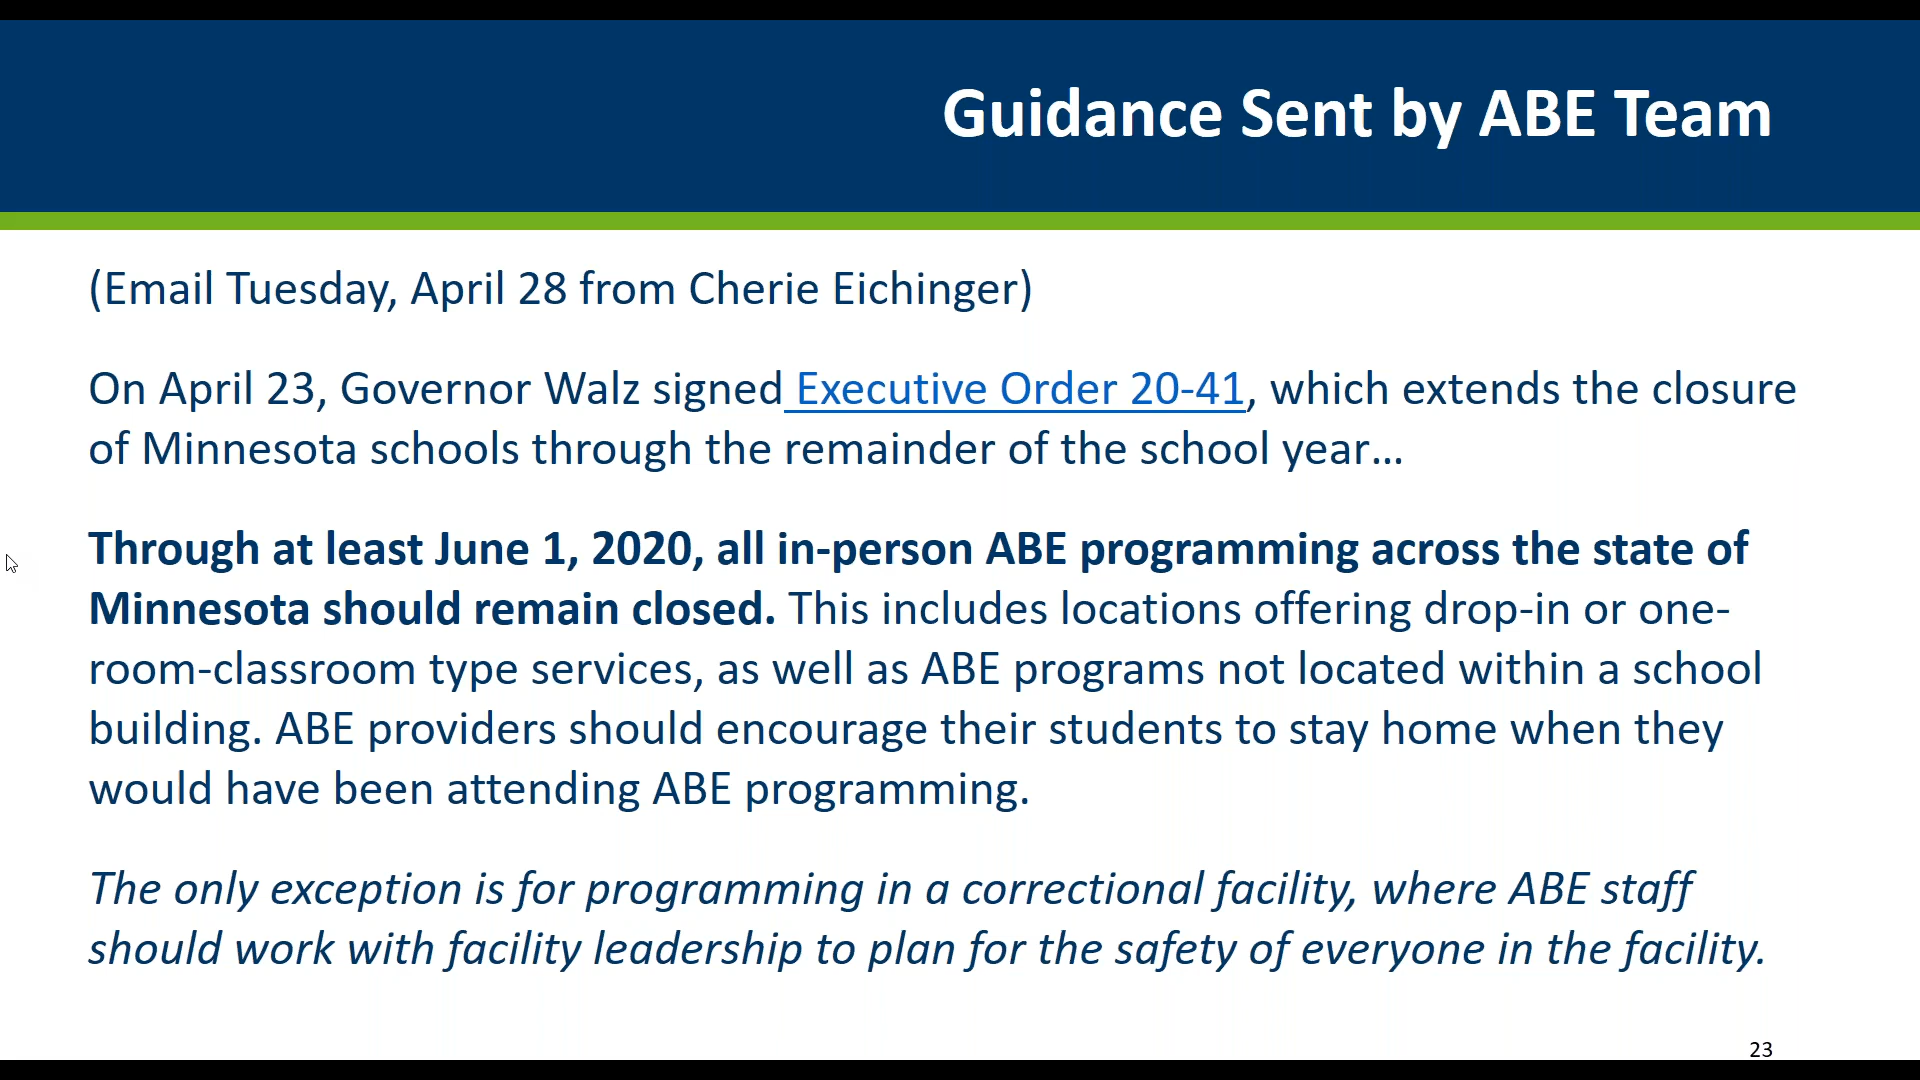 Guidance Sent by ABE Team
(Email Tuesday, April 28 from Cherie Eichinger)
On April 23, Governor Walz signed Executive Order 20-41, which extends the closure
of Minnesota schools through the remainder of the school year…
Through at least June 1, 2020, all in-person ABE programming across the state of
Minnesota should remain closed. This includes locations offering drop-in or one-
room-classroom type services, as well as ABE programs not located within a school
building. ABE providers should encourage their students to stay home when they
would have been attending ABE programming.
The only exception is for programming in a correctional facility, where ABE staff
should work with facility leadership to plan for the safety of everyone in the facility.
23